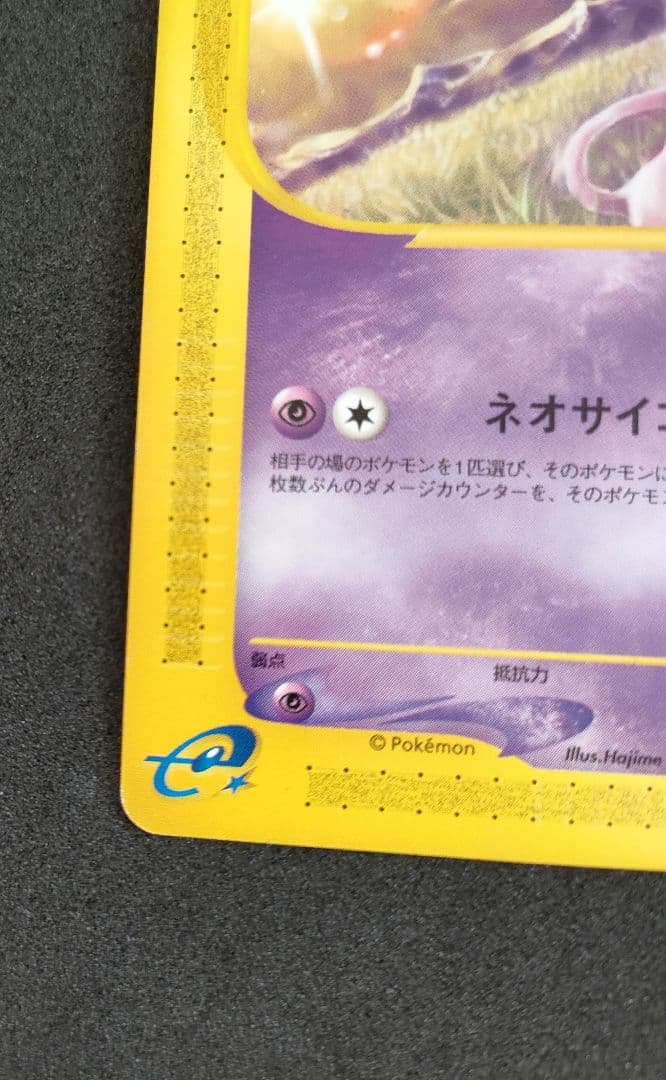 ネオサイコ
相手の場のポケモンを1匹選び、そのポケモンに
枚数ぶんのダメージカウンターを、そのポケモ
弱点
抵抗力
© Pokémon
Illus.Hajime
e